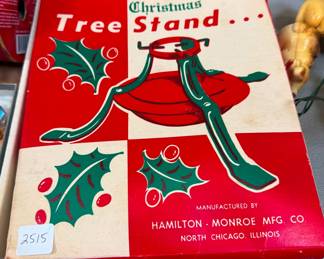 Christmas
Tree Stand...
MANUFACTURED BY
HAMILTON - MONROE MFG. CO.
NORTH CHICAGO, ILLINOIS
2515